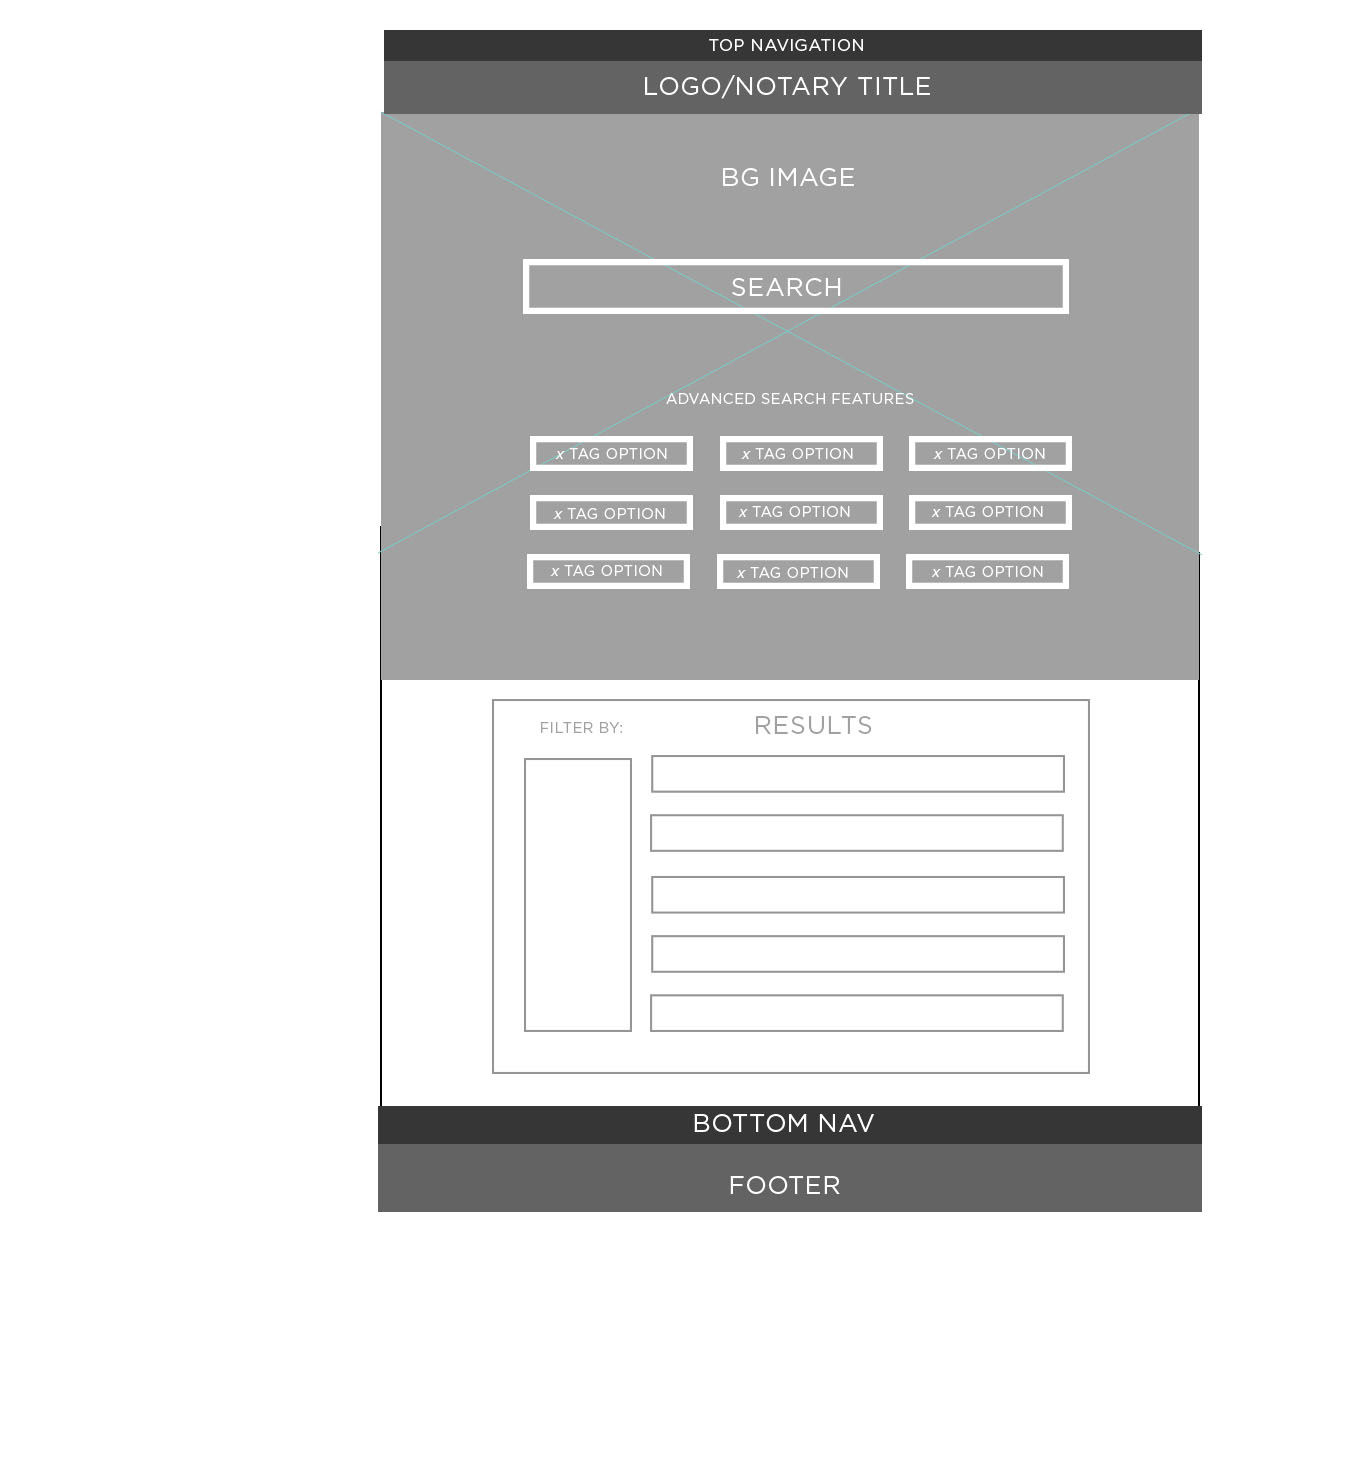 TOP NAVIGATION
LOGO/NOTARY TITLE
BG IMAGE
SEARCH
ADVANCED SEARCH FEATURES
x TAG OPTION x TAG OPTION x TAG OPTION
x TAG OPTION x TAG OPTION x TAG OPTION
x TAG OPTION x TAG OPTION x TAG OPTION
FILTER BY: RESULTS
BOTTOM NAV
FOOTER